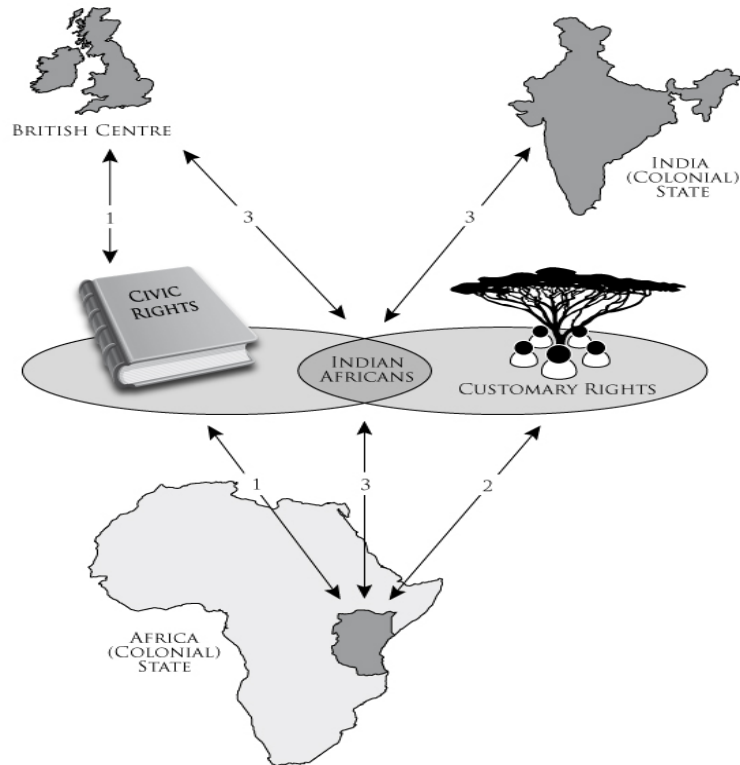 BRITISH CENTRE
INDIA
(COLONIAL)
STATE
1
3
3
CIVIC
RIGHTS
INDIAN
AFRICANS
CUSTOMARY RIGHTS
1
3
2
AFRICA
(COLONIAL)
STATE